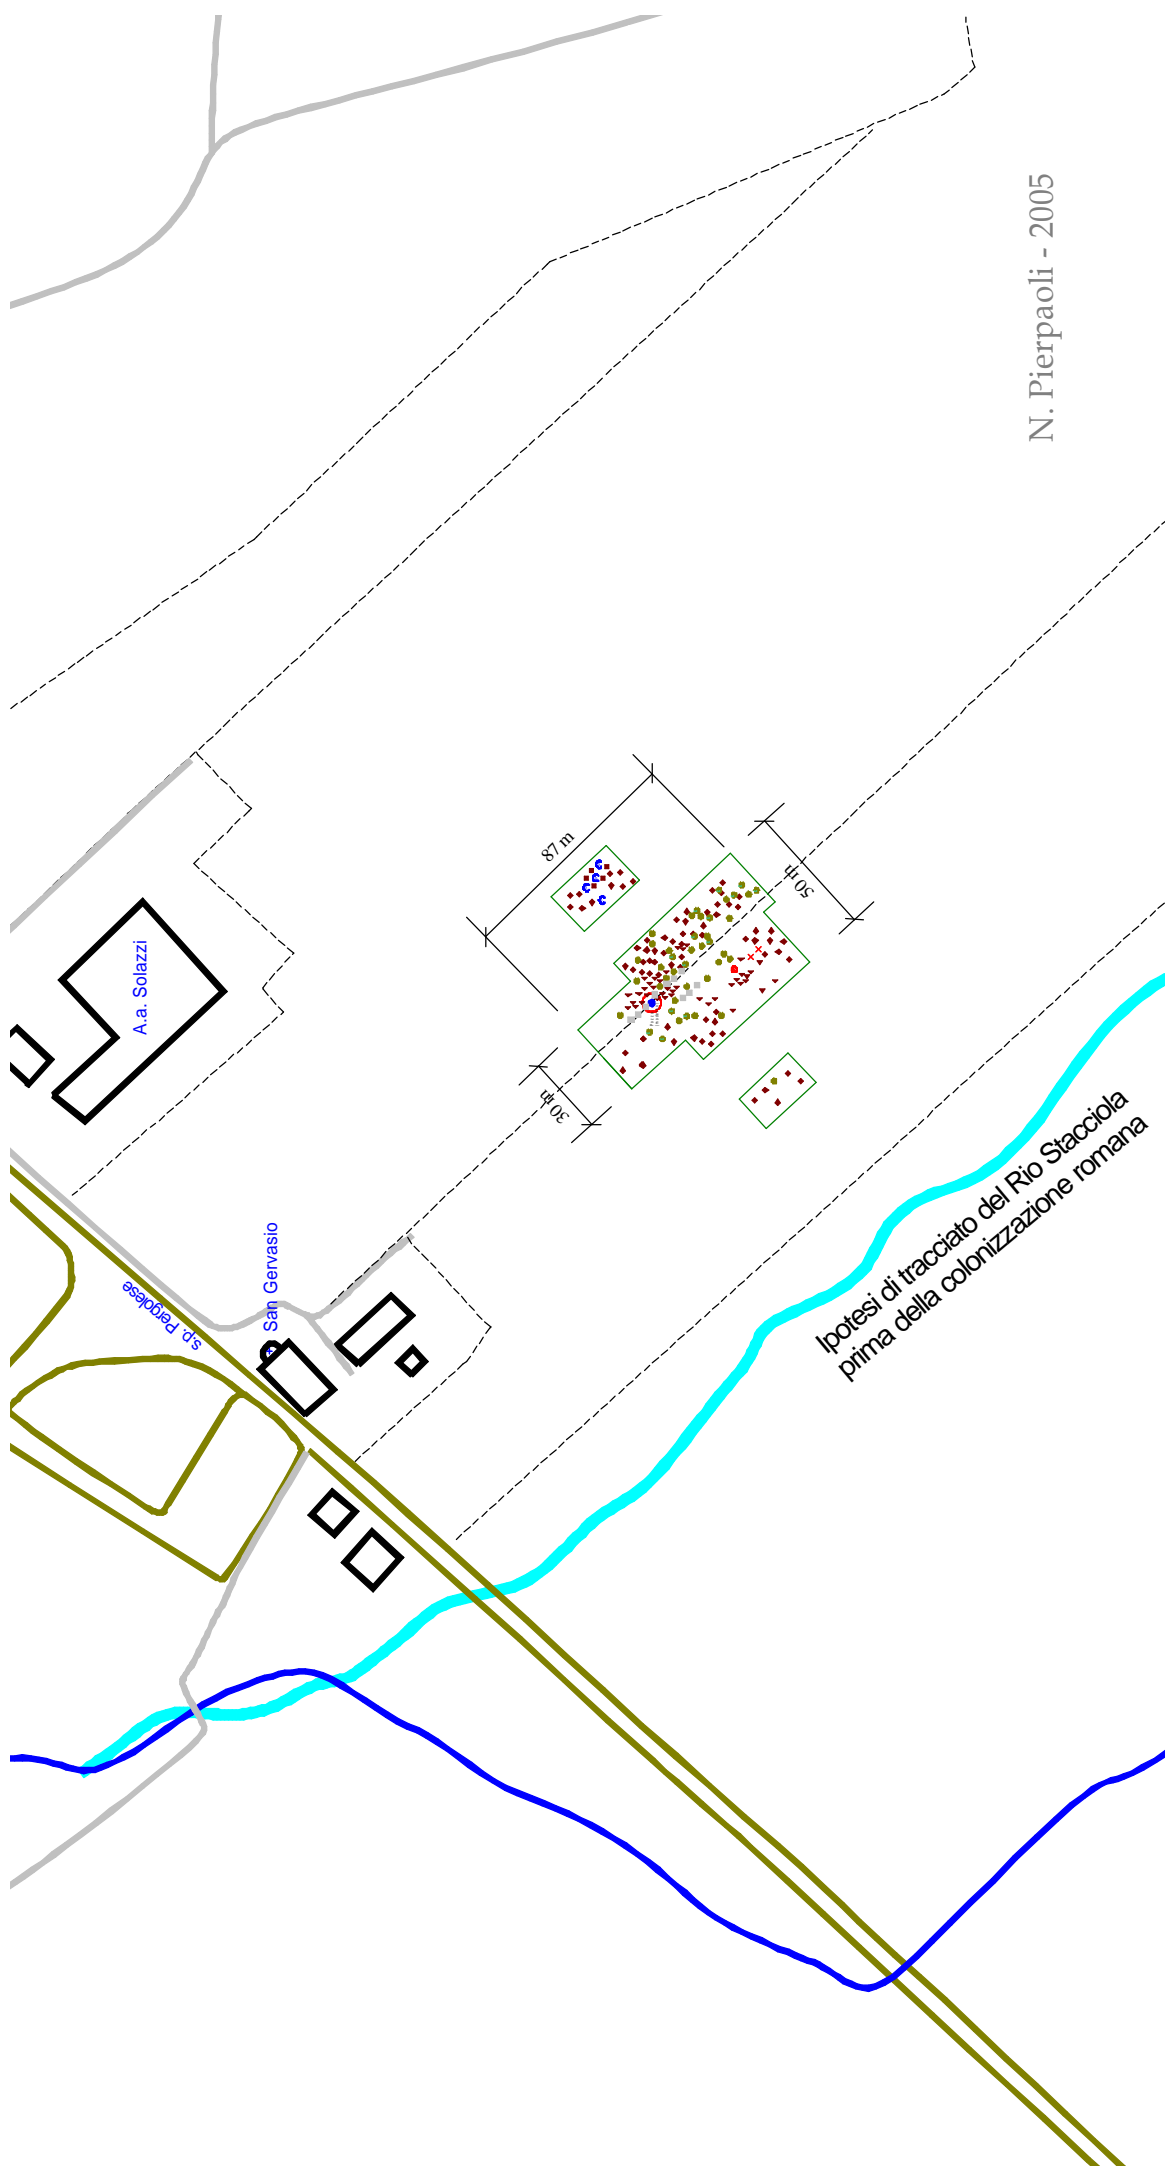 N. Pierpaoli - 2005
87 m
50 m
30 m
A.a. Solazzi
San Gervasio
s.p. Pergolese
Ipotesi di tracciato del Rio Stacciola
prima della colonizzazione romana